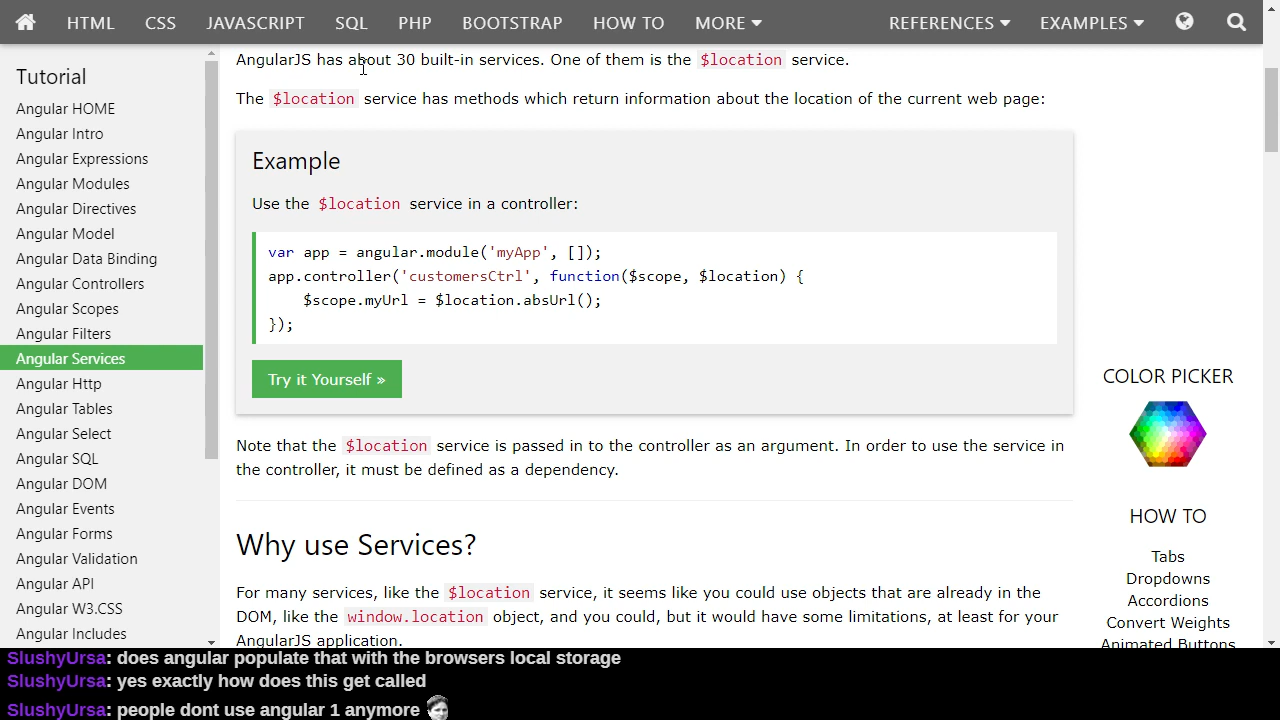 HTML CSS JAVASCRIPT SQL PHP BOOTSTRAP HOW TO MORE REFERENCES EXAMPLES
Tutorial
Angular HOME
Angular Intro
Angular Expressions
Angular Modules
Angular Directives
Angular Model
Angular Data Binding
Angular Controllers
Angular Scopes
Angular Filters
Angular Services
Angular Http
Angular Tables
Angular Select
Angular SQL
Angular DOM
Angular Events
Angular Forms
Angular Validation
Angular API
Angular W3.CSS
Angular Includes
AngularJS has about 30 built-in services. One of them is the $location service.
The $location service has methods which return information about the location of the current web page:
Example
Use the $location service in a controller:
var app = angular.module('myApp', []);
app.controller('customersCtrl', function($scope, $location) {
    $scope.myUrl = $location.absUrl();
});
Try it Yourself »
Note that the $location service is passed in to the controller as an argument. In order to use the service in
the controller, it must be defined as a dependency.
Why use Services?
For many services, like the $location service, it seems like you could use objects that are already in the
DOM, like the window.location object, and you could, but it would have some limitations, at least for your
AngularJS application.
COLOR PICKER
HOW TO
Tabs
Dropdowns
Accordions
Convert Weights
Animated Buttons
SlushyUrsa: does angular populate that with the browsers local storage
SlushyUrsa: yes exactly how does this get called
SlushyUrsa: people dont use angular 1 anymore